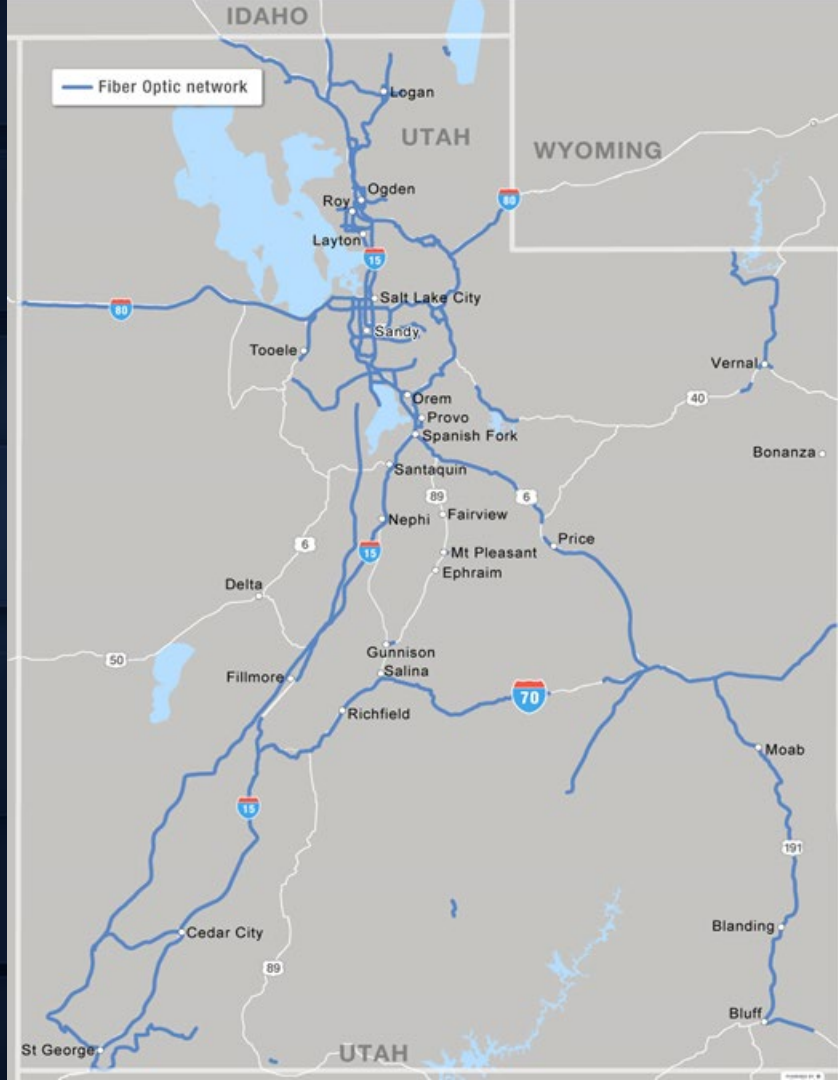 IDAHO
Fiber Optic network
Logan
UTAH
WYOMING
Ogden
Roy
80
Layton
15
Salt Lake City
80
Sandy
Tooele
Vernal
40
Orem
Provo
Spanish Fork
Bonanza
Santaquin
89
6
Nephi
Fairview
Price
6
15
Mt Pleasant
Ephraim
Delta
Gunnison
50
Salina
Fillmore
70
Richfield
Moab
15
191
Blanding
Cedar City
89
Bluff
St George
UTAH